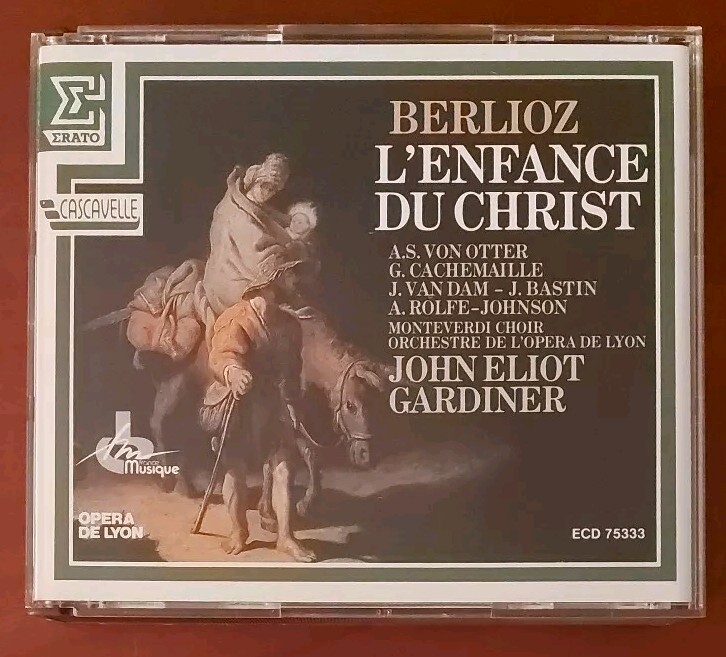 ERATO
CASCAVELLE
BERLIOZ
L'ENFANCE
DU CHRIST
A.S. VON OTTER
G. CACHEMAILLE
J. VAN DAM - J. BASTIN
A. ROLFE-JOHNSON
MONTEVERDI CHOIR
ORCHESTRE DE L'OPERA DE LYON
JOHN ELIOT
GARDINER
france
Musique
OPERA
DE LYON
ECD 75333